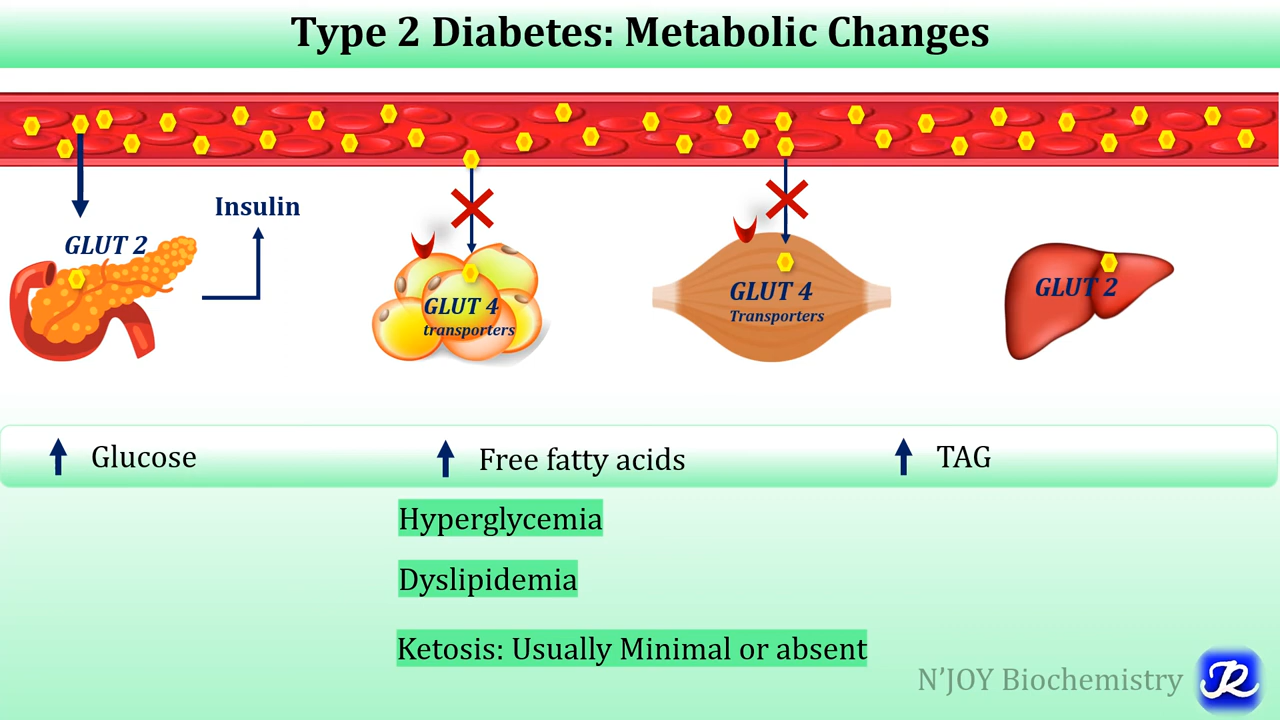 Type 2 Diabetes: Metabolic Changes
Insulin
GLUT 2
GLUT 4
transporters
GLUT 4
Transporters
GLUT 2
Glucose
Free fatty acids
TAG
Hyperglycemia
Dyslipidemia
Ketosis: Usually Minimal or absent
N'JOY Biochemistry
JR